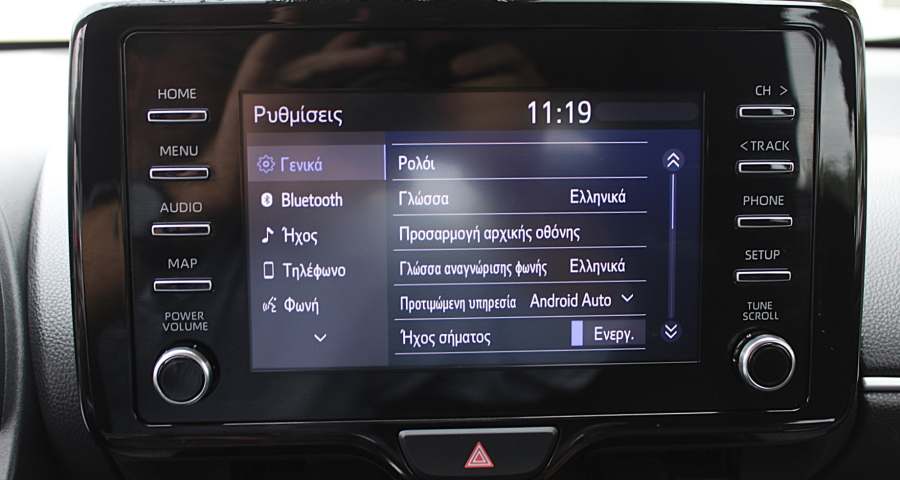 HOME
MENU
AUDIO
MAP
POWER
VOLUME
Ρυθμίσεις 11:19
Γενικά
Bluetooth
Ήχος
Τηλέφωνο
Φωνή
Ρολόι
Γλώσσα Ελληνικά
Προσαρμογή αρχικής οθόνης
Γλώσσα αναγνώρισης φωνής Ελληνικά
Προτιμώμενη υπηρεσία Android Auto
Ήχος σήματος Ενεργ.
CH >
< TRACK
PHONE
SETUP
TUNE
SCROLL